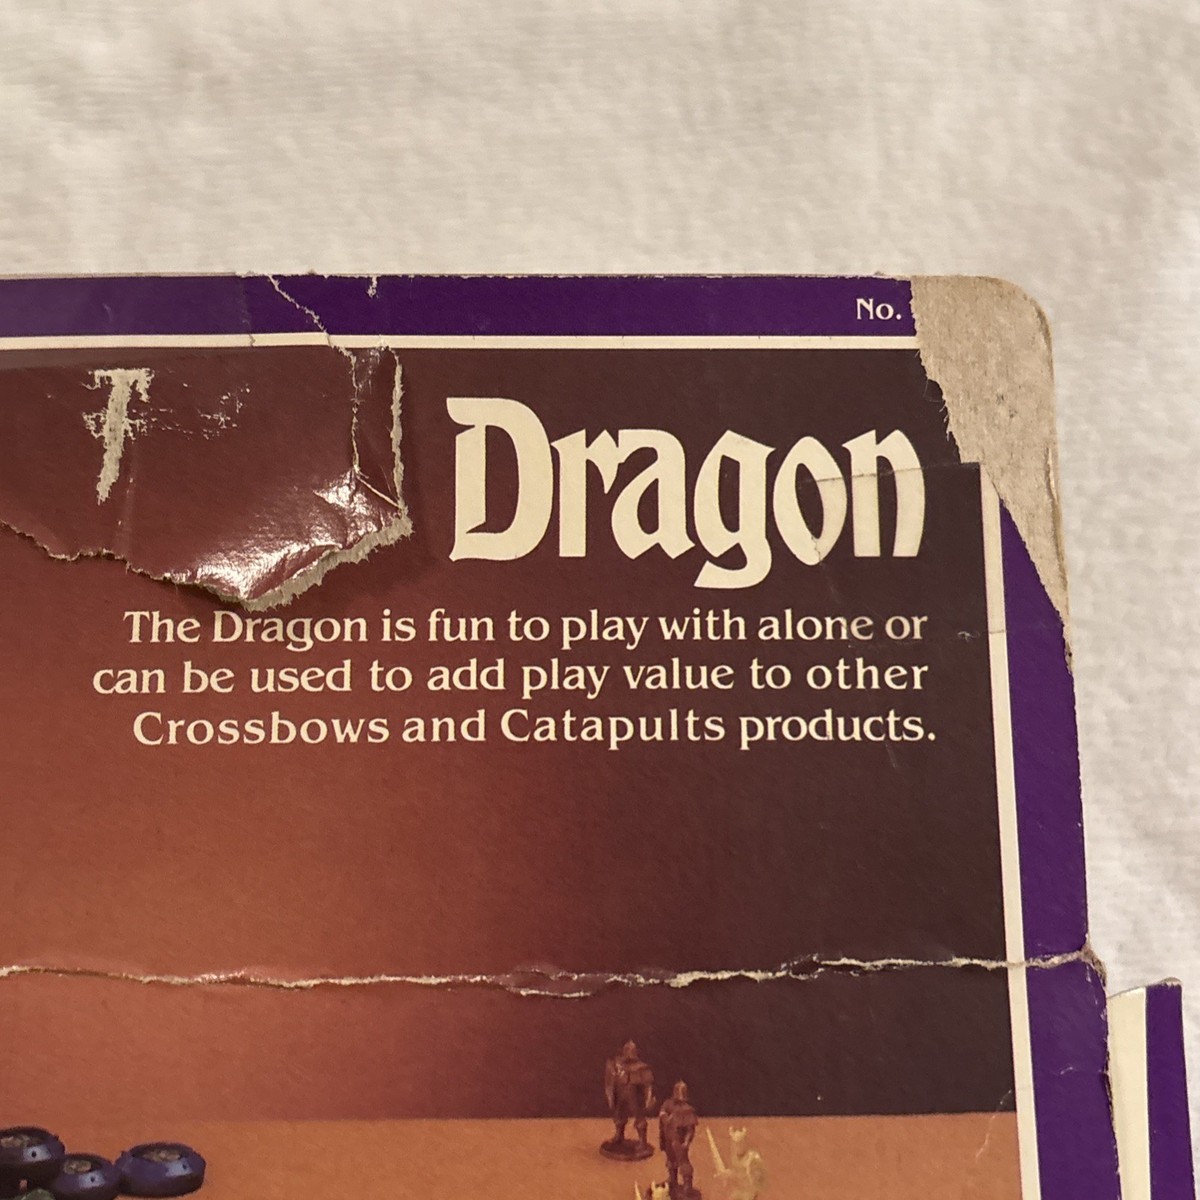 No.
Dragon
The Dragon is fun to play with alone or
can be used to add play value to other
Crossbows and Catapults products.